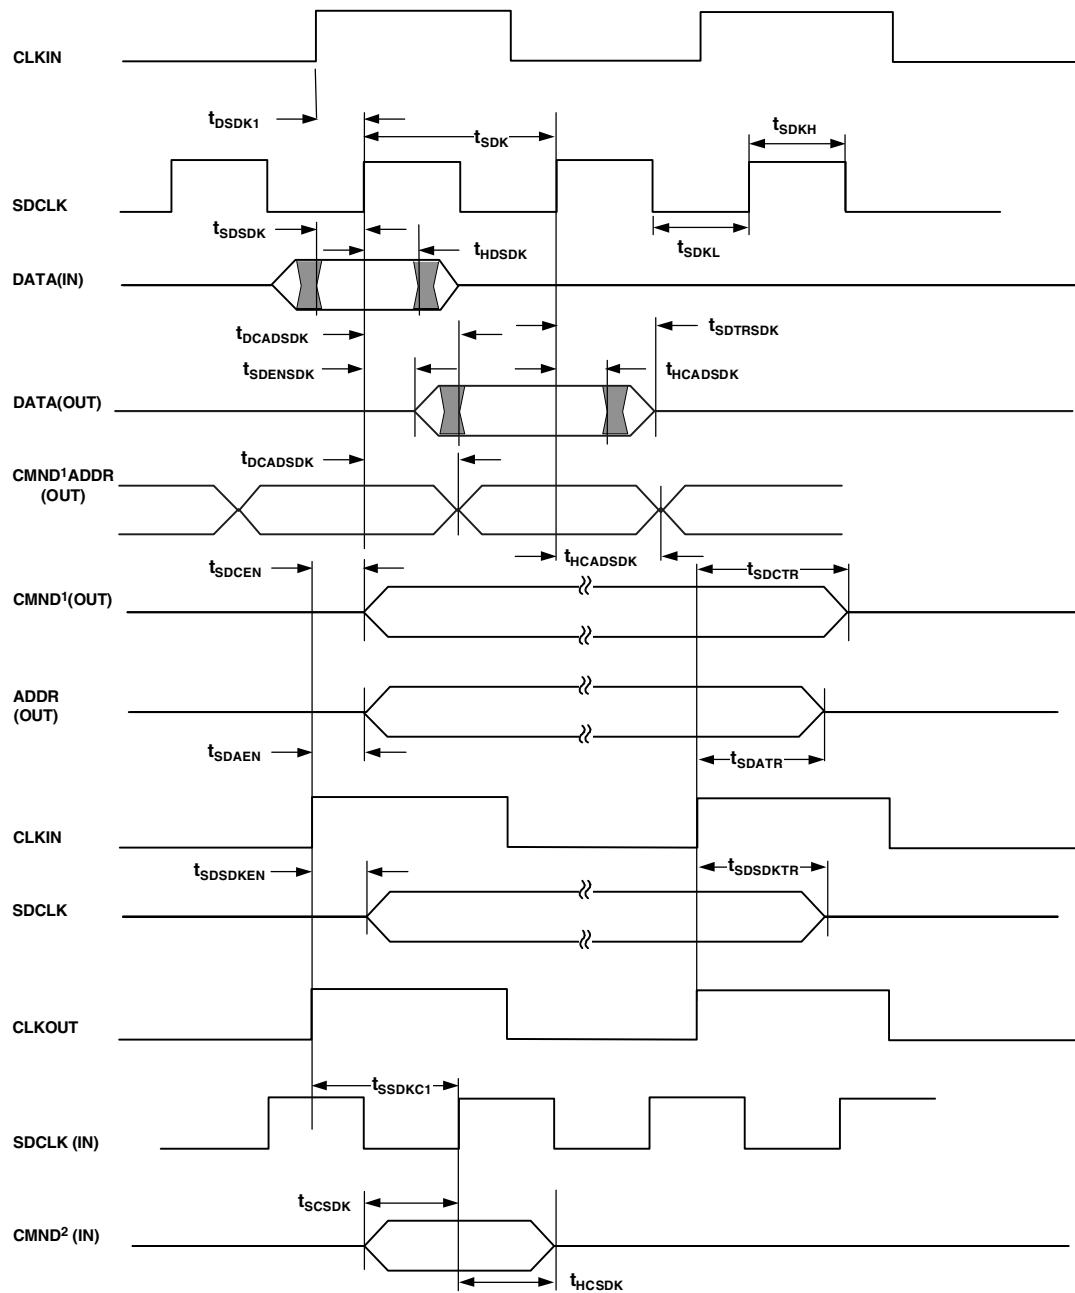 CLKIN
tDSDK1
tSDK
tSDKH
SDCLK
tSDSDK
tHDSDK
tSDKL
DATA(IN)
tDCADSDK
tSDTRSDK
tSDENSDK
tHCADSDK
DATA(OUT)
tDCADSDK
CMND¹ADDR
(OUT)
tSDCEN
tHCADSDK
tSDCTR
CMND¹(OUT)
ADDR
(OUT)
tSDAEN
tSDATR
CLKIN
tSDSDKEN
tSDSDKTR
SDCLK
CLKOUT
tSSDKC1
SDCLK (IN)
tSCSDK
CMND² (IN)
tHCSDK